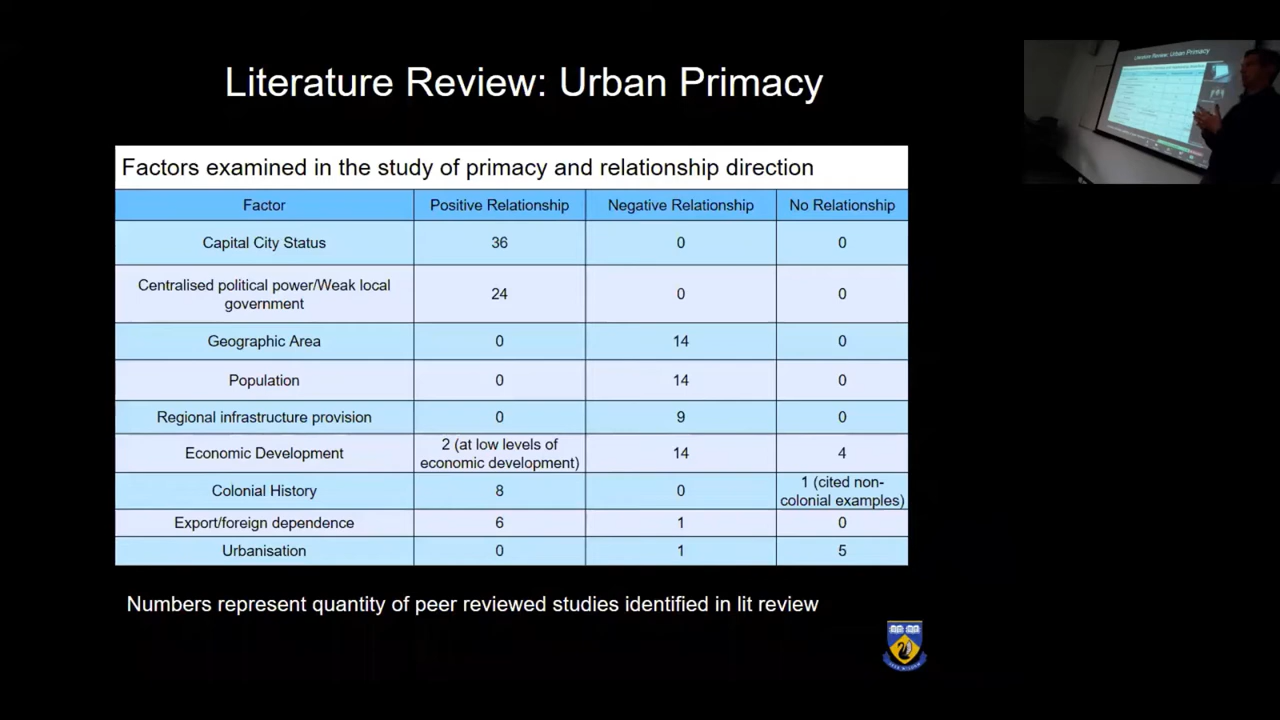 Literature Review: Urban Primacy
Literature Review: Urban Primacy
Factors examined in the study of primacy and relationship direction
Factor Positive Relationship Negative Relationship No Relationship
Capital City Status 36 0 0
Centralised political power/Weak local
government 24 0 0
Geographic Area 0 14 0
Population 0 14 0
Regional infrastructure provision 0 9 0
Economic Development 2 (at low levels of
economic development) 14 4
Colonial History 8 0 1 (cited non-
colonial examples)
Export/foreign dependence 6 1 0
Urbanisation 0 1 5
Numbers represent quantity of peer reviewed studies identified in lit review